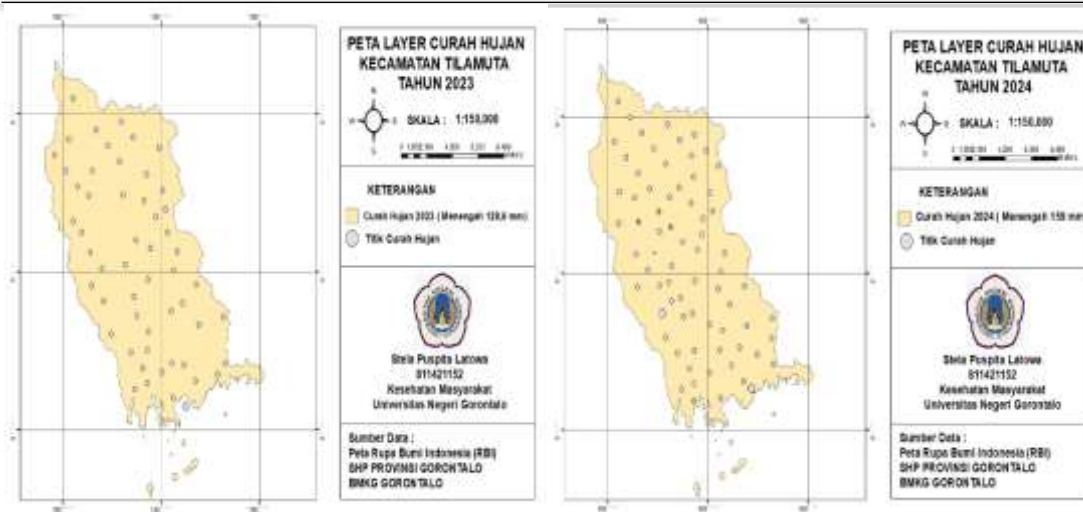 PETA LAYER CURAH HUJAN
KECAMATAN TILAMUTA
TAHUN 2023
N
W
S
SKALA : 1:150,000
KETERANGAN
Curah Hujan 2023 ( Menengah 128,6 mm)
Titik Curah Hujan
Stela Puspita Latowa
811421152
Kesehatan Masyarakat
Universitas Negeri Gorontalo
Sumber Data :
Peta Rupa Bumi Indonesia (RBI)
SHP PROVINSI GORONTALO
BMKG GORONTALO
PETA LAYER CURAH HUJAN
KECAMATAN TILAMUTA
TAHUN 2024
N
W
S
SKALA : 1:150,000
KETERANGAN
Curah Hujan 2024 ( Menengah 150 mm
Titik Curah Hujan
Stela Puspita Latowa
811421152
Kesehatan Masyarakat
Universitas Negeri Gorontalo
Sumber Data :
Peta Rupa Bumi Indonesia (RBI)
SHP PROVINSI GORONTALO
BMKG GORONTALO